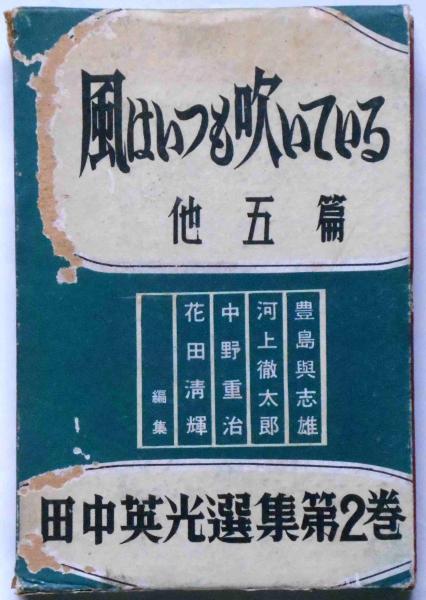 風はいつも吹いている
他五篇
豊島與志雄
河上徹太郎
中野重治
花田清輝
編集
田中英光選集第2巻